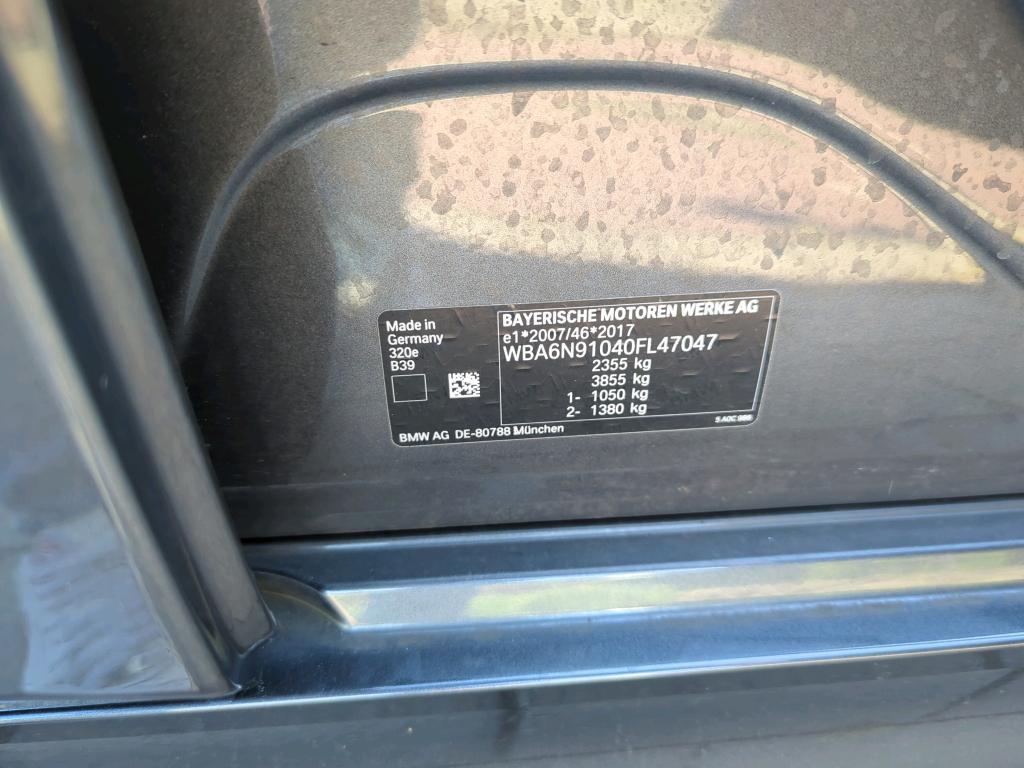 Made in
Germany
320e
B39
BAYERISCHE MOTOREN WERKE AG
e1*2007/46*2017
WBA6N91040FL47047
2355 kg
3855 kg
1- 1050 kg
2- 1380 kg
BMW AG DE-80788 München